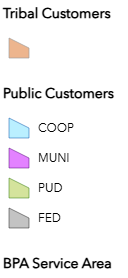 Tribal Customers
Public Customers
COOP
MUNI
PUD
FED
BPA Service Area